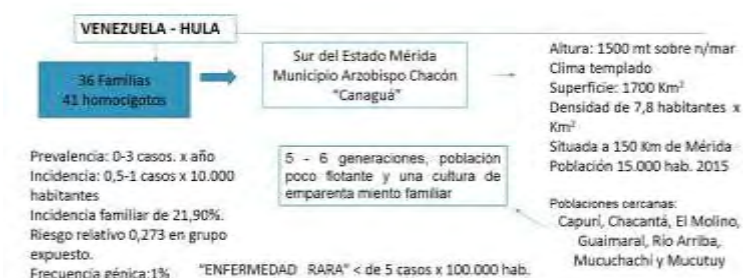 VENEZUELA - HULA
36 Familias
41 homocigotos
Sur del Estado Mérida
Municipio Arzobispo Chacón
"Canaguá"
Altura: 1500 mt sobre n/mar
Clima templado
Superficie: 1700 Km²
Densidad de 7,8 habitantes x
Km²
Situada a 150 Km de Mérida
Población 15.000 hab. 2015
Prevalencia: 0-3 casos. x año
Incidencia: 0,5-1 casos x 10.000
habitantes
Incidencia familiar de 21,90%.
Riesgo relativo 0,273 en grupo
expuesto.
Frecuencia génica:1%
5 - 6 generaciones, población
poco flotante y una cultura de
emparenta miento familiar
Poblaciones cercanas:
Capurí, Chacantá, El Molino,
Guaimaral, Rio Arriba,
Mucuchachí y Mucutuy
"ENFERMEDAD RARA" < de 5 casos x 100.000 hab.